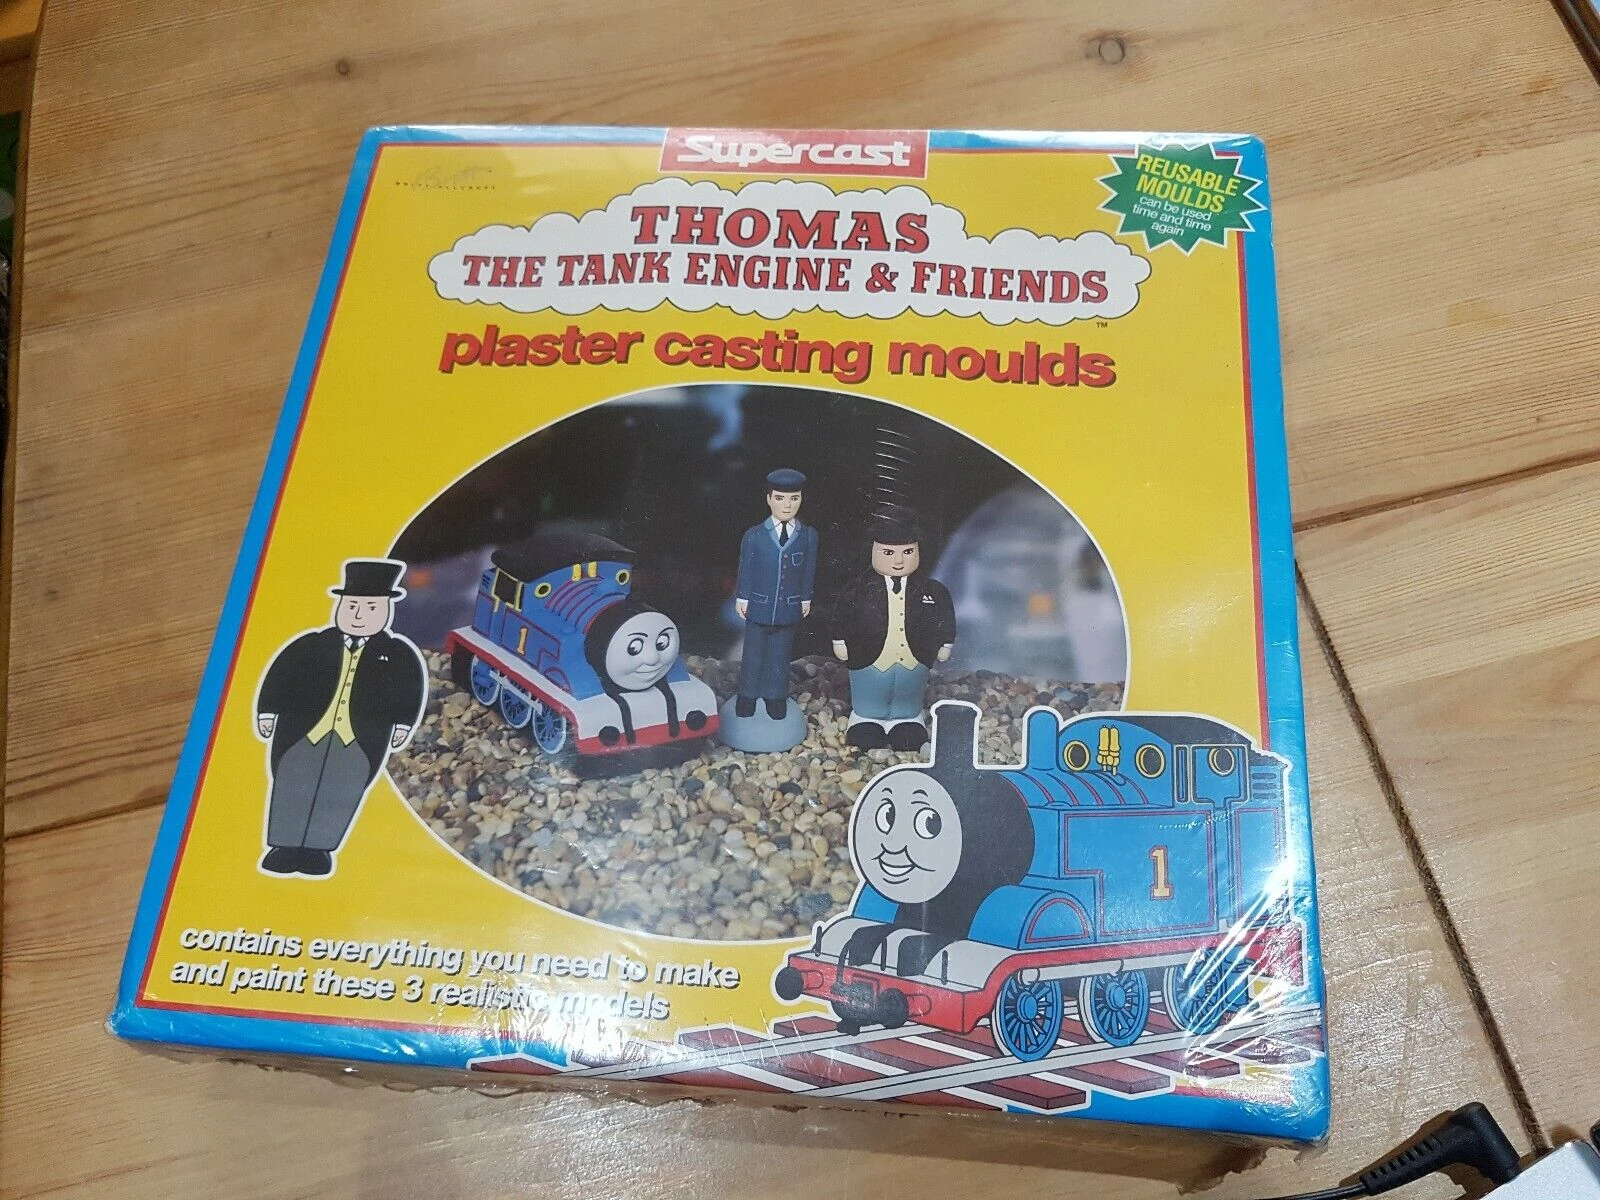 Supercast
REUSABLE
MOULDS
can be used
time and time
again
THOMAS
THE TANK ENGINE & FRIENDS
TM
plaster casting moulds
1
1
contains everything you need to make
and paint these 3 realistic models